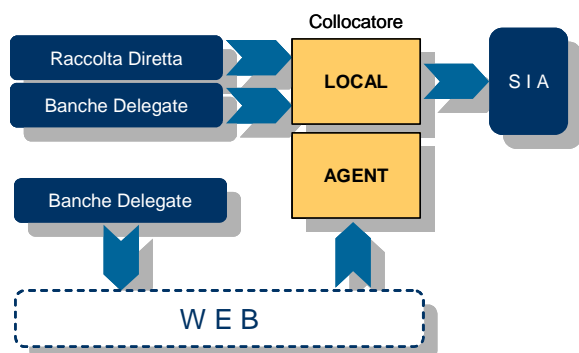 Collocatore
Raccolta Diretta
Banche Delegate
LOCAL
S I A
AGENT
Banche Delegate
W E B